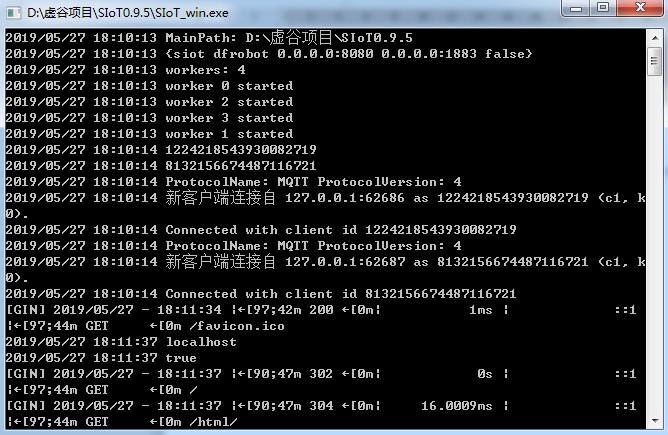 D:\虚谷项目\SIoT0.9.5\SIoT_win.exe
2019/05/27 18:10:13 MainPath: D:\虚谷项目\SIoT0.9.5
2019/05/27 18:10:13 {siot dfrobot 0.0.0.0:8080 0.0.0.0:1883 false}
2019/05/27 18:10:13 workers: 4
2019/05/27 18:10:13 worker 0 started
2019/05/27 18:10:13 worker 2 started
2019/05/27 18:10:13 worker 3 started
2019/05/27 18:10:13 worker 1 started
2019/05/27 18:10:14 1224218543930082719
2019/05/27 18:10:14 8132156674487116721
2019/05/27 18:10:14 ProtocolName: MQTT ProtocolVersion: 4
2019/05/27 18:10:14 新客户端连接自 127.0.0.1:62686 as 1224218543930082719 (c1, k
0).
2019/05/27 18:10:14 Connected with client id 1224218543930082719
2019/05/27 18:10:14 ProtocolName: MQTT ProtocolVersion: 4
2019/05/27 18:10:14 新客户端连接自 127.0.0.1:62687 as 8132156674487116721 (c1, k
0).
2019/05/27 18:10:14 Connected with client id 8132156674487116721
[GIN] 2019/05/27 - 18:11:34 |←[97;42m 200 ←[0m| 1ms | ::1
|←[97;44m GET ←[0m /favicon.ico
2019/05/27 18:11:37 localhost
2019/05/27 18:11:37 true
[GIN] 2019/05/27 - 18:11:37 |←[90;47m 302 ←[0m| 0s | ::1
|←[97;44m GET ←[0m /
[GIN] 2019/05/27 - 18:11:37 |←[90;47m 304 ←[0m| 16.0009ms | ::1
|←[97;44m GET ←[0m /html/